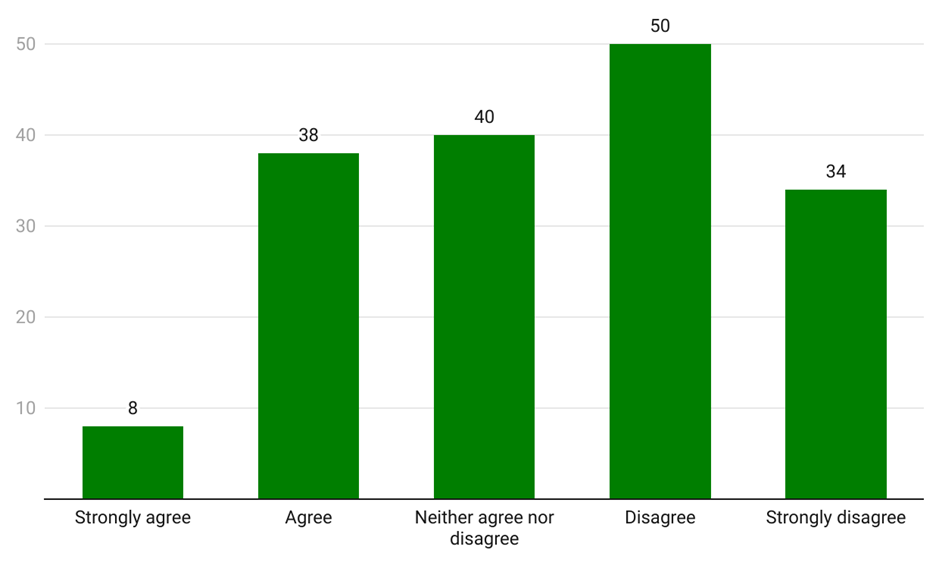 50
50
40
40
38
34
30
20
10
8
Strongly agree
Agree
Neither agree nor
disagree
Disagree
Strongly disagree